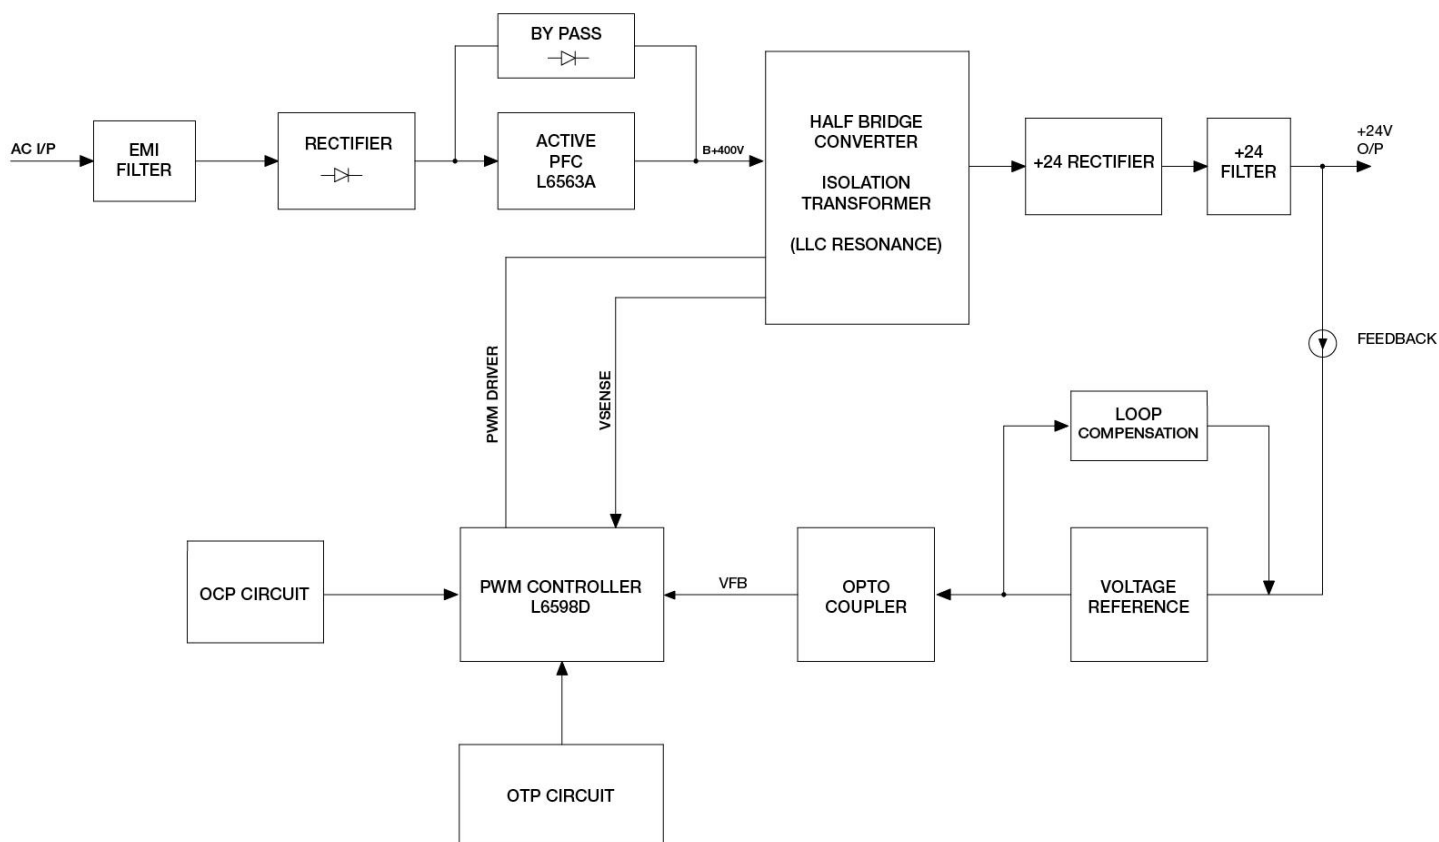 BY PASS
AC I/P
EMI
FILTER
RECTIFIER
ACTIVE
PFC
L6563A
B+400V
HALF BRIDGE
CONVERTER
ISOLATION
TRANSFORMER
(LLC RESONANCE)
+24 RECTIFIER
+24
FILTER
+24V
O/P
FEEDBACK
PWM DRIVER
VSENSE
LOOP
COMPENSATION
OCP CIRCUIT
PWM CONTROLLER
L6598D
VFB
OPTO
COUPLER
VOLTAGE
REFERENCE
OTP CIRCUIT